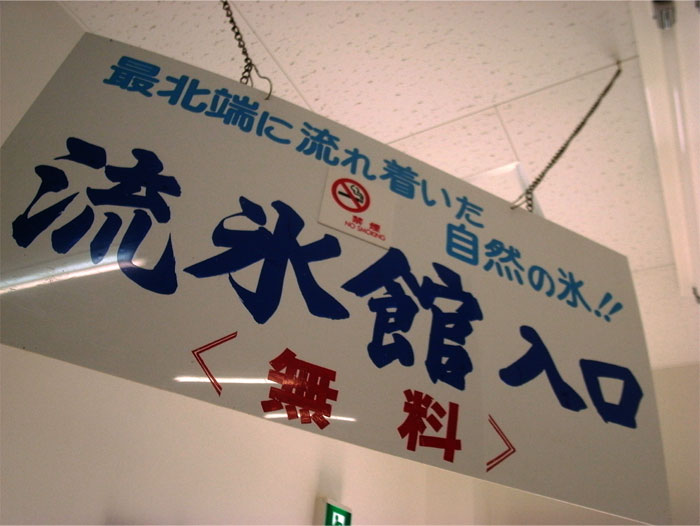 最北端に流れ着いた
自然の氷!!
禁煙
NO SMOKING
流氷館入口
《無料》